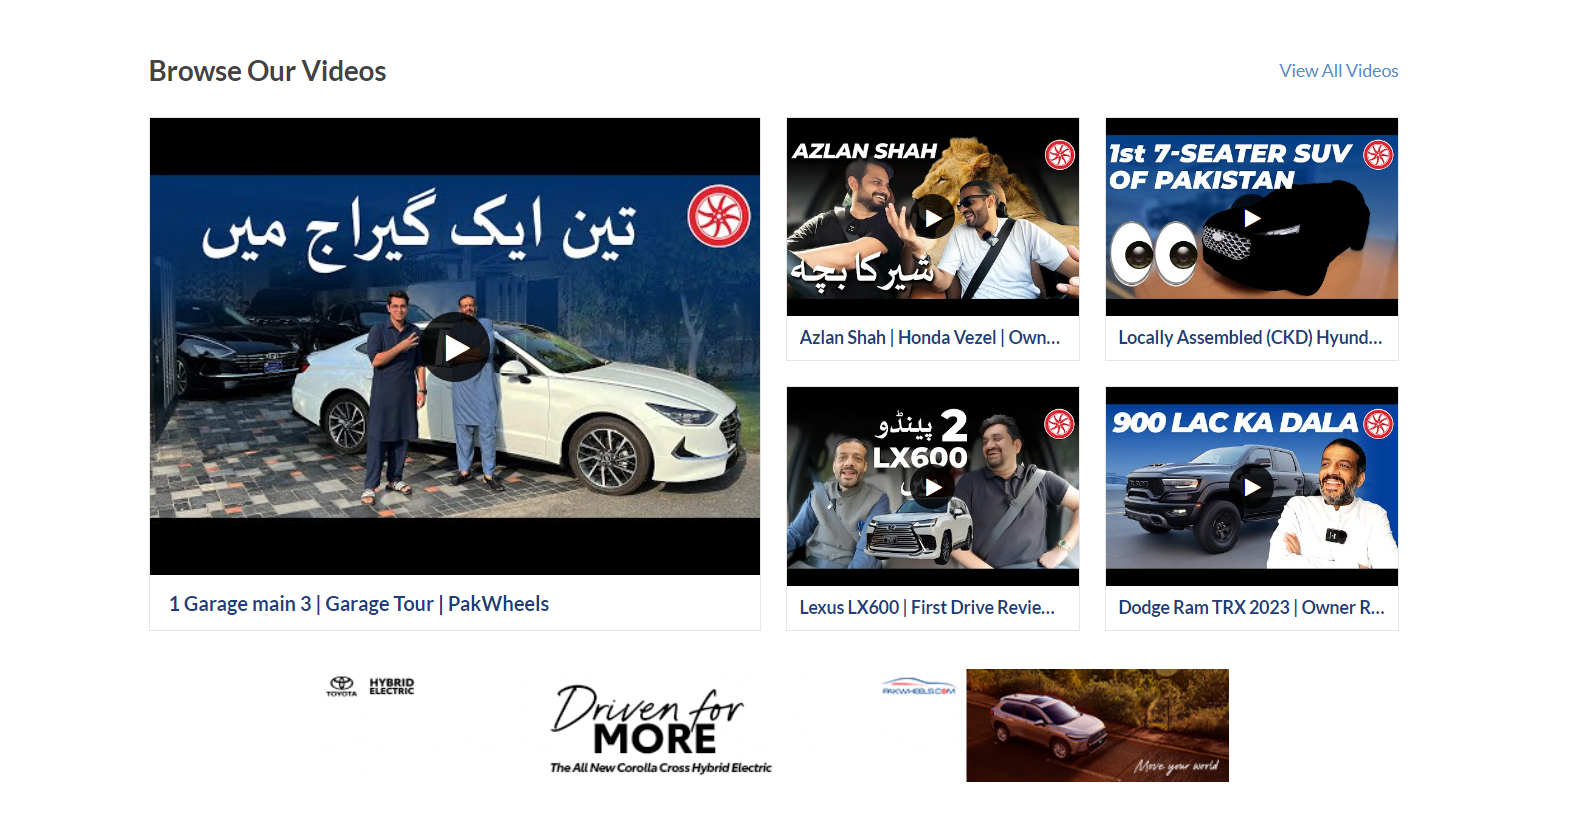 Browse Our Videos
View All Videos
تین ایک گیراج میں
1 Garage main 3 | Garage Tour | PakWheels
AZLAN SHAH
شیر کا بچہ
Azlan Shah | Honda Vezel | Own...
1st 7-SEATER SUV
OF PAKISTAN
Locally Assembled (CKD) Hyund...
2 پینڈو
LX600
Lexus LX600 | First Drive Revie...
900 LAC KA DALA
Dodge Ram TRX 2023 | Owner R...
TOYOTA
HYBRID
ELECTRIC
Driven for
MORE
The All New Corolla Cross Hybrid Electric
PAKWHEELS.COM
Move your world